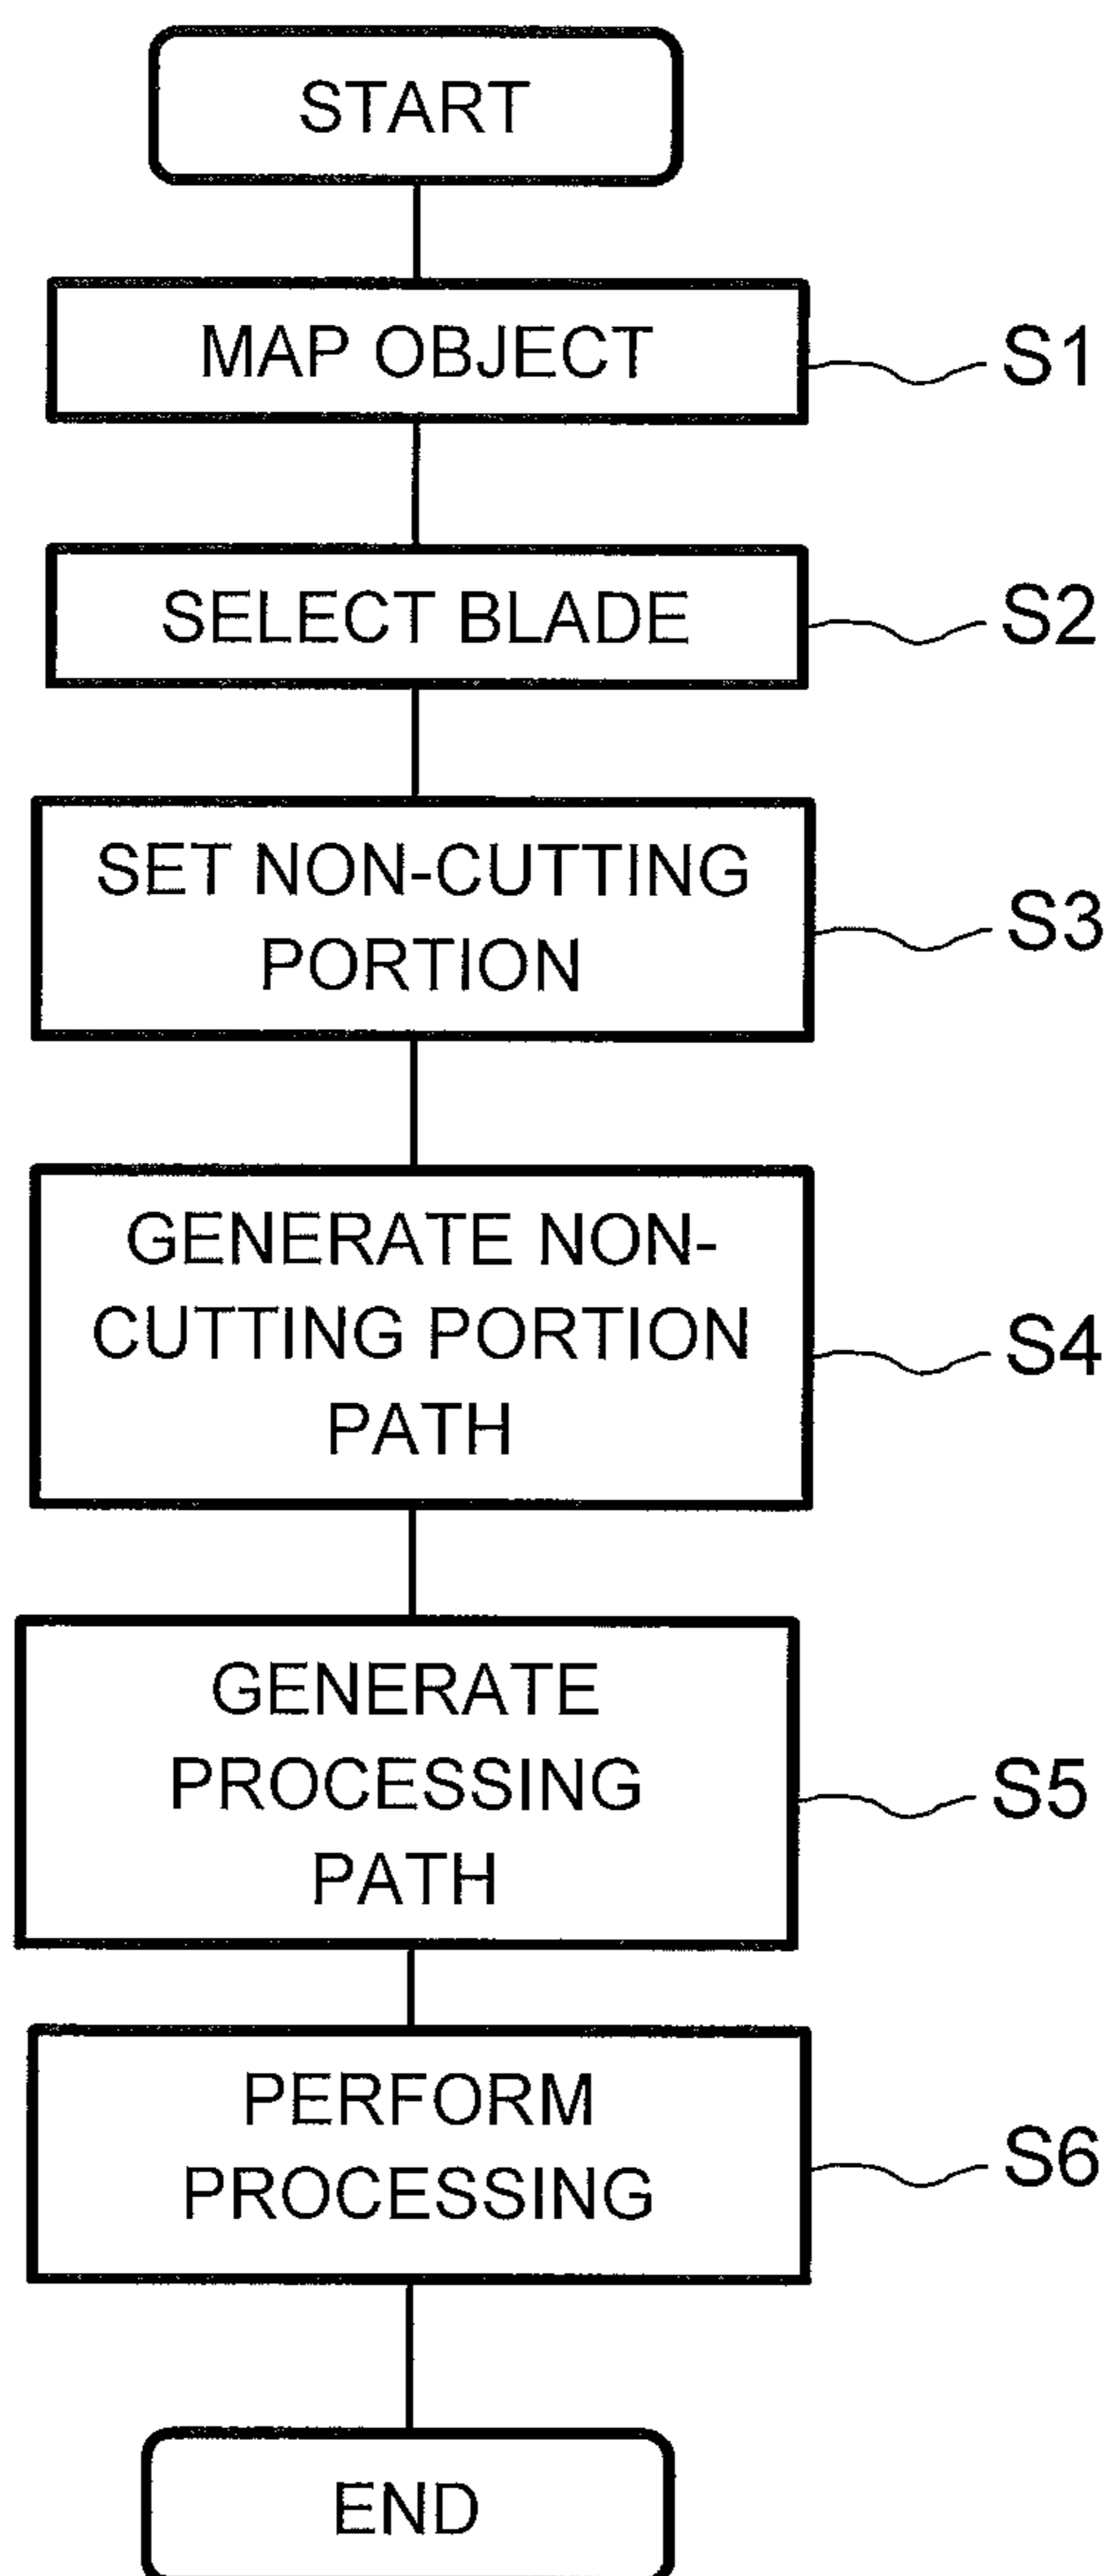 START
MAP OBJECT
S1
SELECT BLADE
S2
SET NON-CUTTING
PORTION
S3
GENERATE NON-
CUTTING PORTION
PATH
S4
GENERATE
PROCESSING
PATH
S5
PERFORM
PROCESSING
S6
END